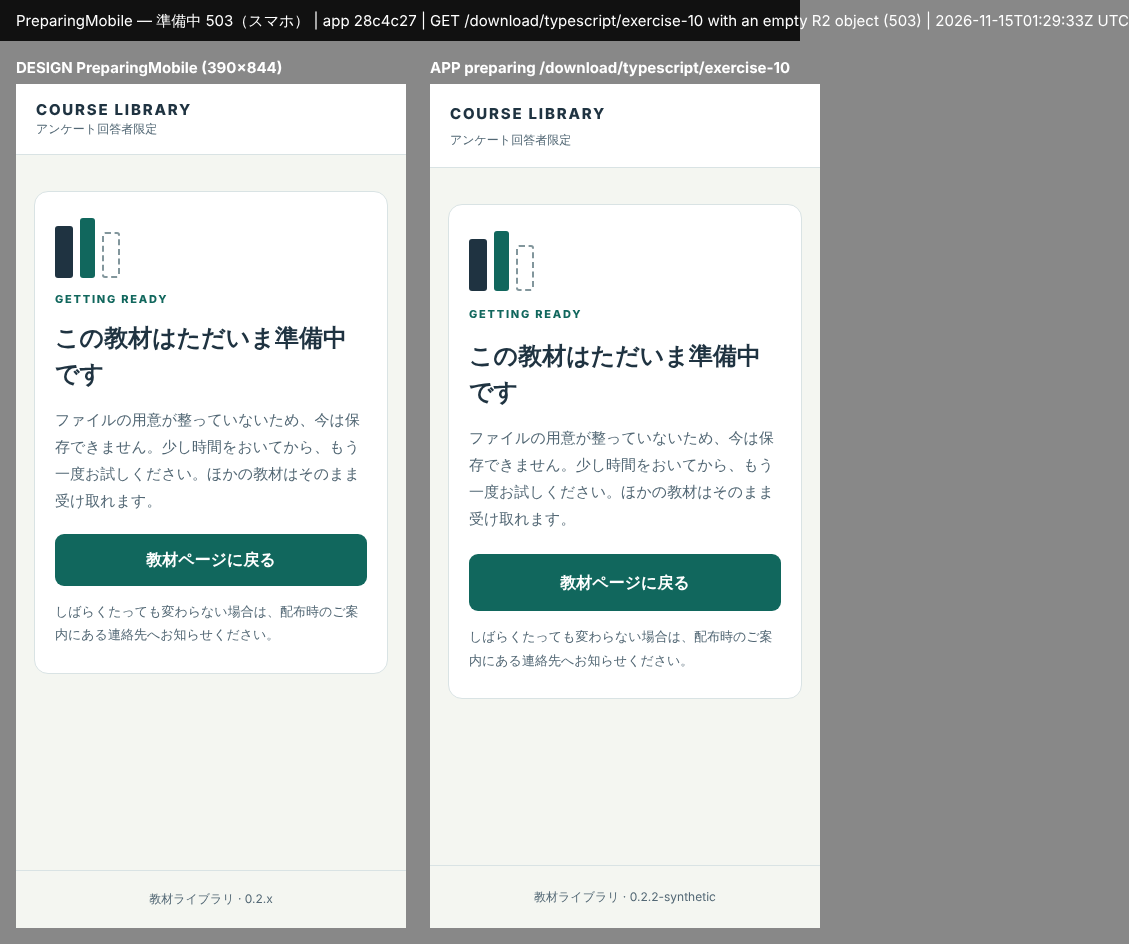 PreparingMobile — 準備中 503（スマホ） | app 28c4c27 | GET /download/typescript/exercise-10 with an empty R2 object (503) | 2026-11-15T01:29:33Z UTC
DESIGN PreparingMobile (390×844)
COURSE LIBRARY
アンケート回答者限定
GETTING READY
この教材はただいま準備中
です
ファイルの用意が整っていないため、今は保
存できません。少し時間をおいてから、もう
一度お試しください。ほかの教材はそのまま
受け取れます。
教材ページに戻る
しばらくたっても変わらない場合は、配布時のご案
内にある連絡先へお知らせください。
教材ライブラリ · 0.2.x
APP preparing /download/typescript/exercise-10
COURSE LIBRARY
アンケート回答者限定
GETTING READY
この教材はただいま準備中
です
ファイルの用意が整っていないため、今は保
存できません。少し時間をおいてから、もう
一度お試しください。ほかの教材はそのまま
受け取れます。
教材ページに戻る
しばらくたっても変わらない場合は、配布時のご案
内にある連絡先へお知らせください。
教材ライブラリ · 0.2.2-synthetic